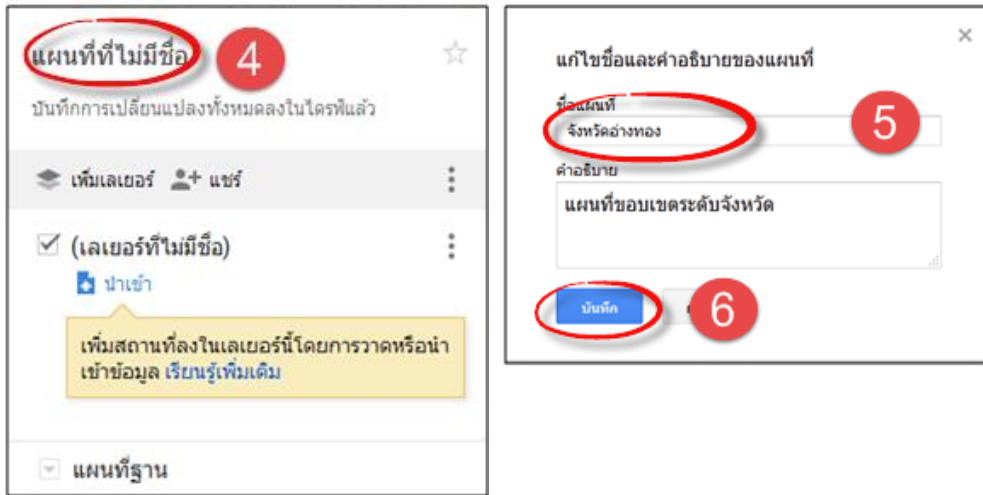 แผนที่ที่ไม่มีชื่อ 4
บันทึกการเปลี่ยนแปลงทั้งหมดลงในไดรฟ์แล้ว
เพิ่มเลเยอร์ แชร์
(เลเยอร์ที่ไม่มีชื่อ)
นำเข้า
เพิ่มสถานที่ลงในเลเยอร์นี้โดยการวาดหรือนำ
เข้าข้อมูล เรียนรู้เพิ่มเติม
แผนที่ฐาน
แก้ไขชื่อและคำอธิบายของแผนที่
ชื่อแผนที่
จังหวัดอ่างทอง 5
คำอธิบาย
แผนที่ขอบเขตระดับจังหวัด
บันทึก 6